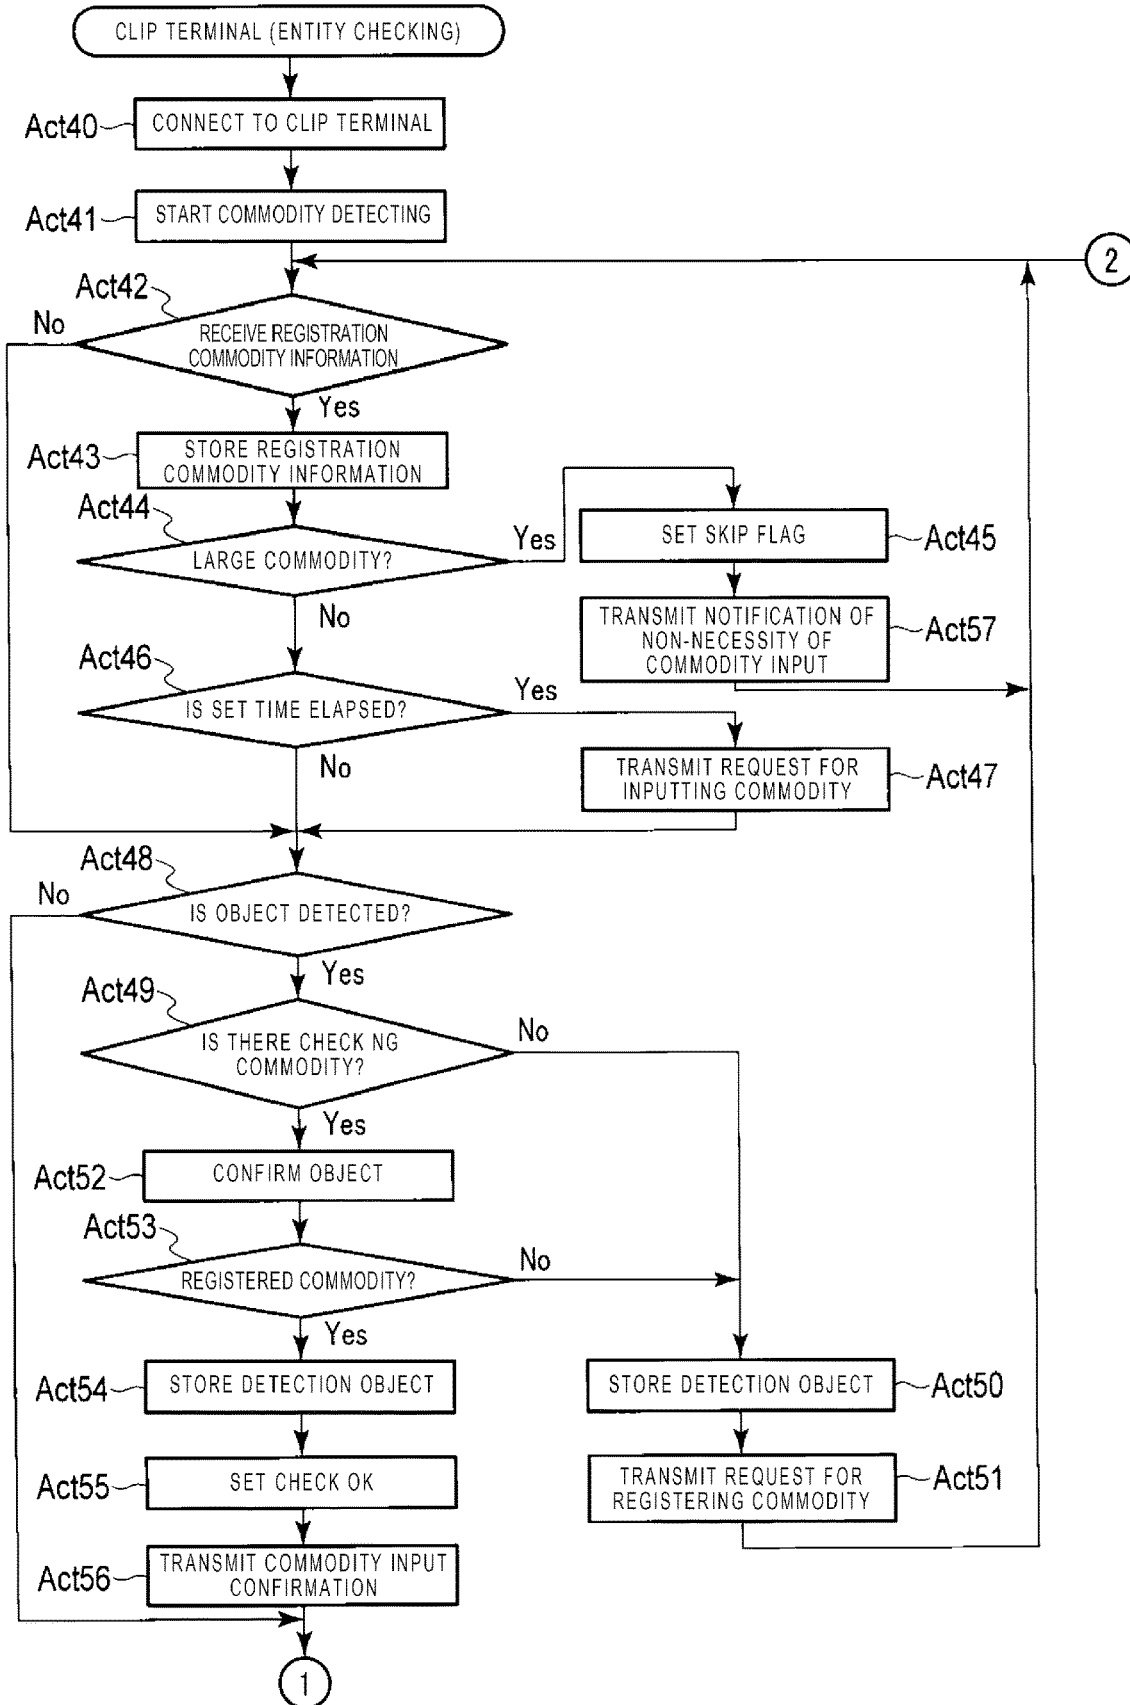 CLIP TERMINAL (ENTITY CHECKING)
Act40
CONNECT TO CLIP TERMINAL
Act41
START COMMODITY DETECTING
2
Act42
No
RECEIVE REGISTRATION
COMMODITY INFORMATION
Yes
Act43
STORE REGISTRATION
COMMODITY INFORMATION
Act44
LARGE COMMODITY?
Yes
SET SKIP FLAG
Act45
No
TRANSMIT NOTIFICATION OF
NON-NECESSITY OF
COMMODITY INPUT
Act57
Act46
IS SET TIME ELAPSED?
Yes
No
TRANSMIT REQUEST FOR
INPUTTING COMMODITY
Act47
Act48
No
IS OBJECT DETECTED?
Yes
Act49
IS THERE CHECK NG
COMMODITY?
No
Yes
Act52
CONFIRM OBJECT
Act53
REGISTERED COMMODITY?
No
Yes
Act54
STORE DETECTION OBJECT
STORE DETECTION OBJECT
Act50
Act55
SET CHECK OK
TRANSMIT REQUEST FOR
REGISTERING COMMODITY
Act51
Act56
TRANSMIT COMMODITY INPUT
CONFIRMATION
1